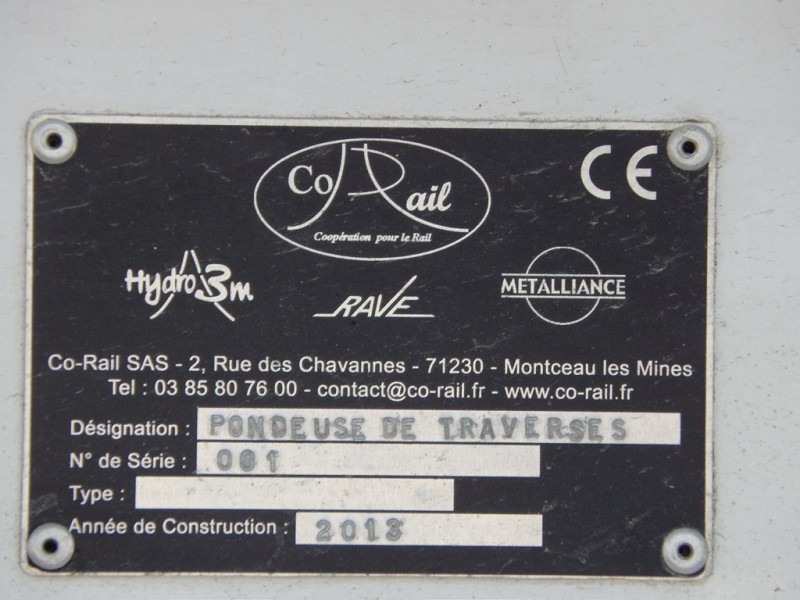 Co Rail
CE
Coopération pour le Rail
Hydro 3m
RAVE
METALLIANCE
Co-Rail SAS - 2, Rue des Chavannes - 71230 - Montceau les Mines
Tel : 03 85 80 76 00 - contact@co-rail.fr - www.co-rail.fr
Désignation : PONDEUSE DE TRAVERSES
N° de Série : 001
Type :
Année de Construction : 2013